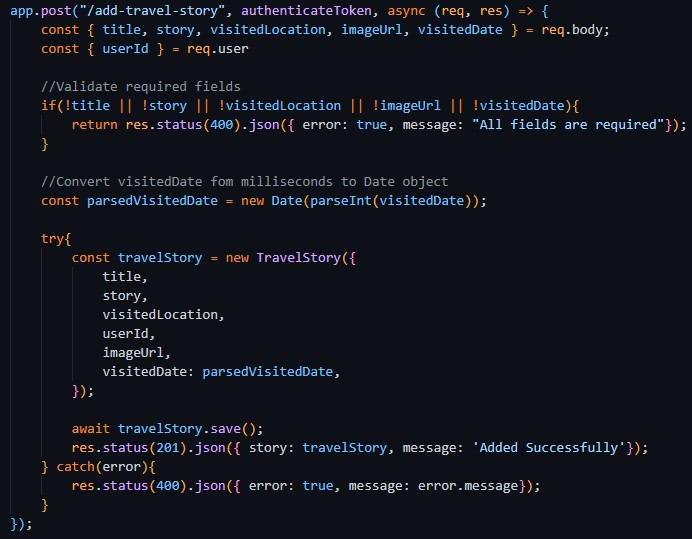 app.post("/add-travel-story", authenticateToken, async (req, res) => {
    const { title, story, visitedLocation, imageUrl, visitedDate } = req.body;
    const { userId } = req.user

    //Validate required fields
    if(!title || !story || !visitedLocation || !imageUrl || !visitedDate){
        return res.status(400).json({ error: true, message: "All fields are required"});
    }

    //Convert visitedDate fom milliseconds to Date object
    const parsedVisitedDate = new Date(parseInt(visitedDate));

    try{
        const travelStory = new TravelStory({
            title,
            story,
            visitedLocation,
            userId,
            imageUrl,
            visitedDate: parsedVisitedDate,
        });

        await travelStory.save();
        res.status(201).json({ story: travelStory, message: 'Added Successfully'});
    } catch(error){
        res.status(400).json({ error: true, message: error.message});
    }
});